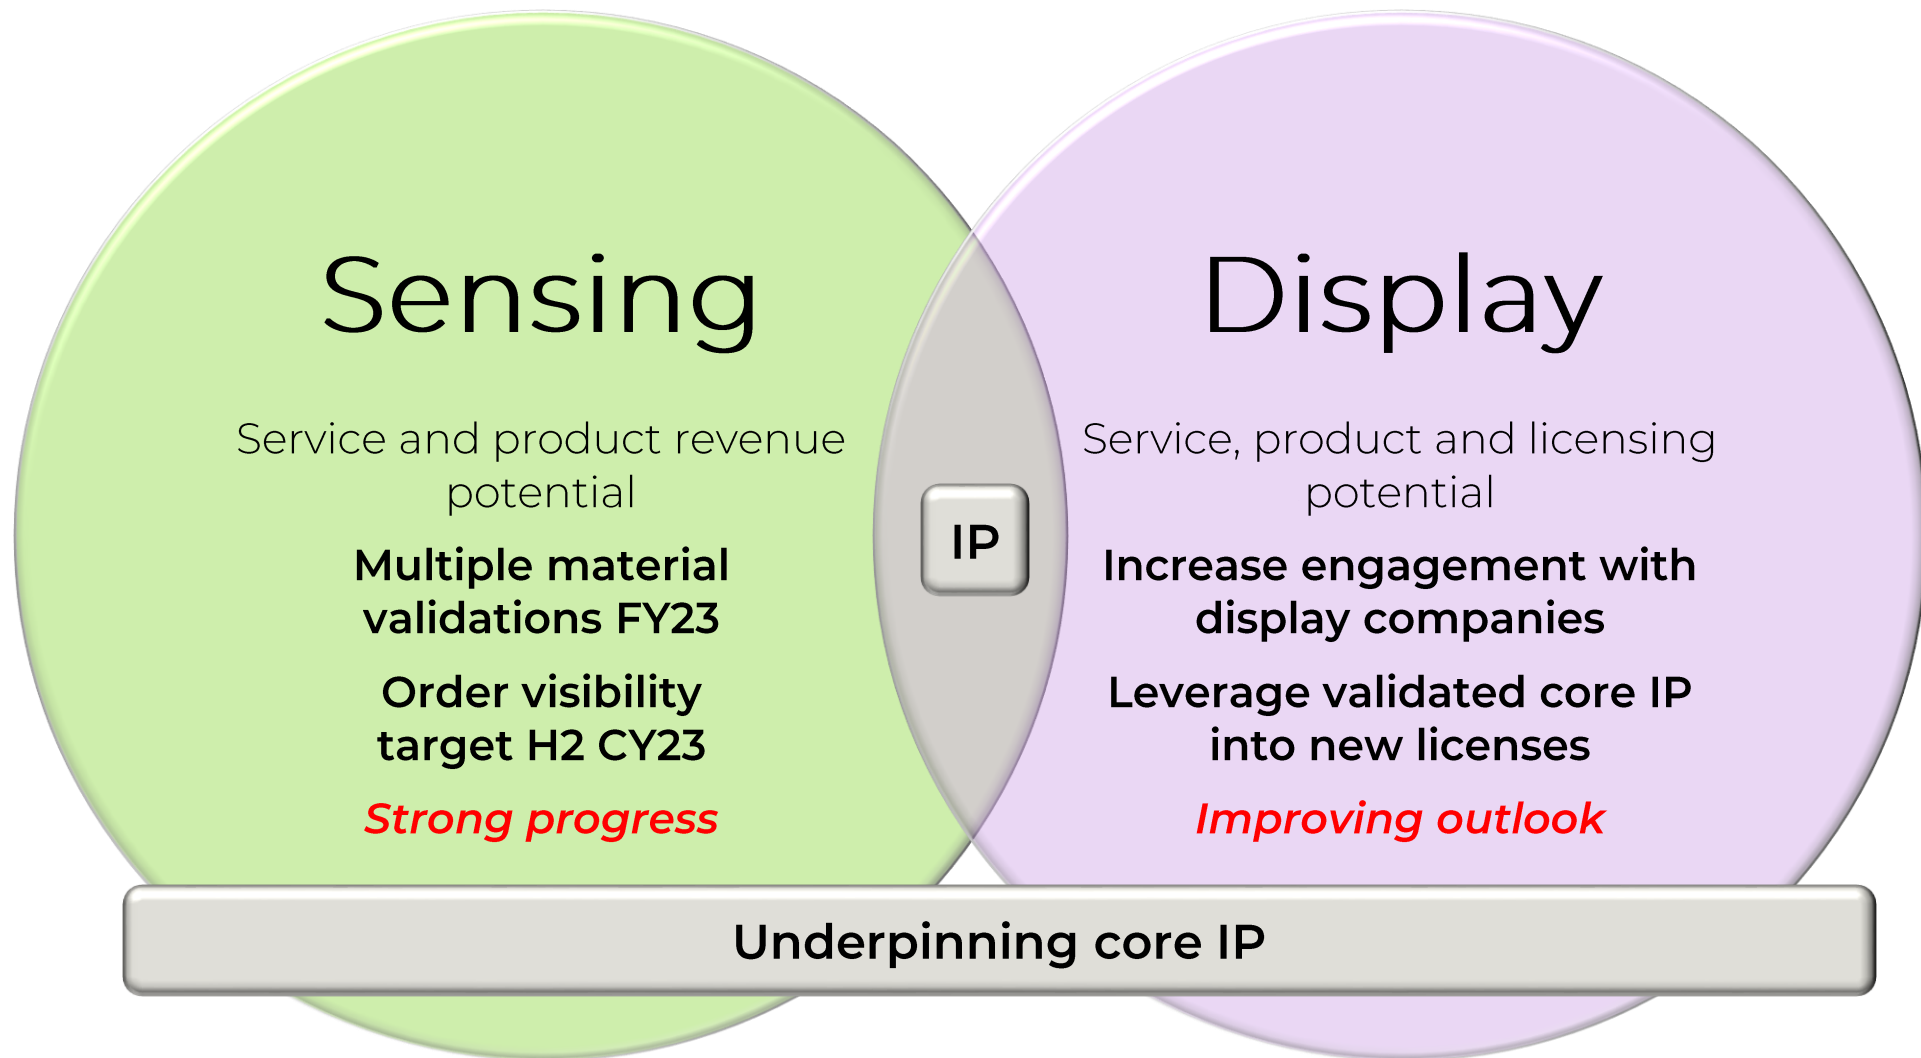 Sensing
Service and product revenue
potential
Multiple material
validations FY23
Order visibility
target H2 CY23
Strong progress
IP
Display
Service, product and licensing
potential
Increase engagement with
display companies
Leverage validated core IP
into new licenses
Improving outlook
Underpinning core IP